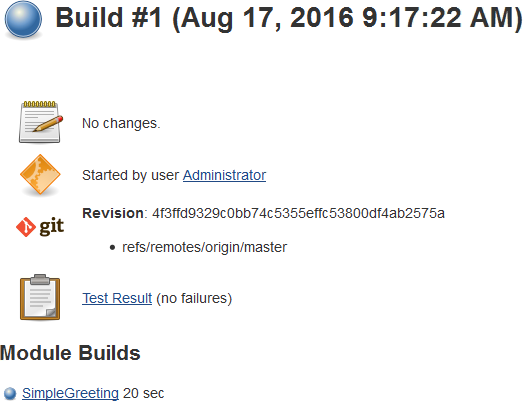 Build #1 (Aug 17, 2016 9:17:22 AM)
No changes.
Started by user Administrator
Revision: 4f3ffd9329c0bb74c5355effc53800df4ab2575a
git
• refs/remotes/origin/master
Test Result (no failures)
Module Builds
SimpleGreeting 20 sec